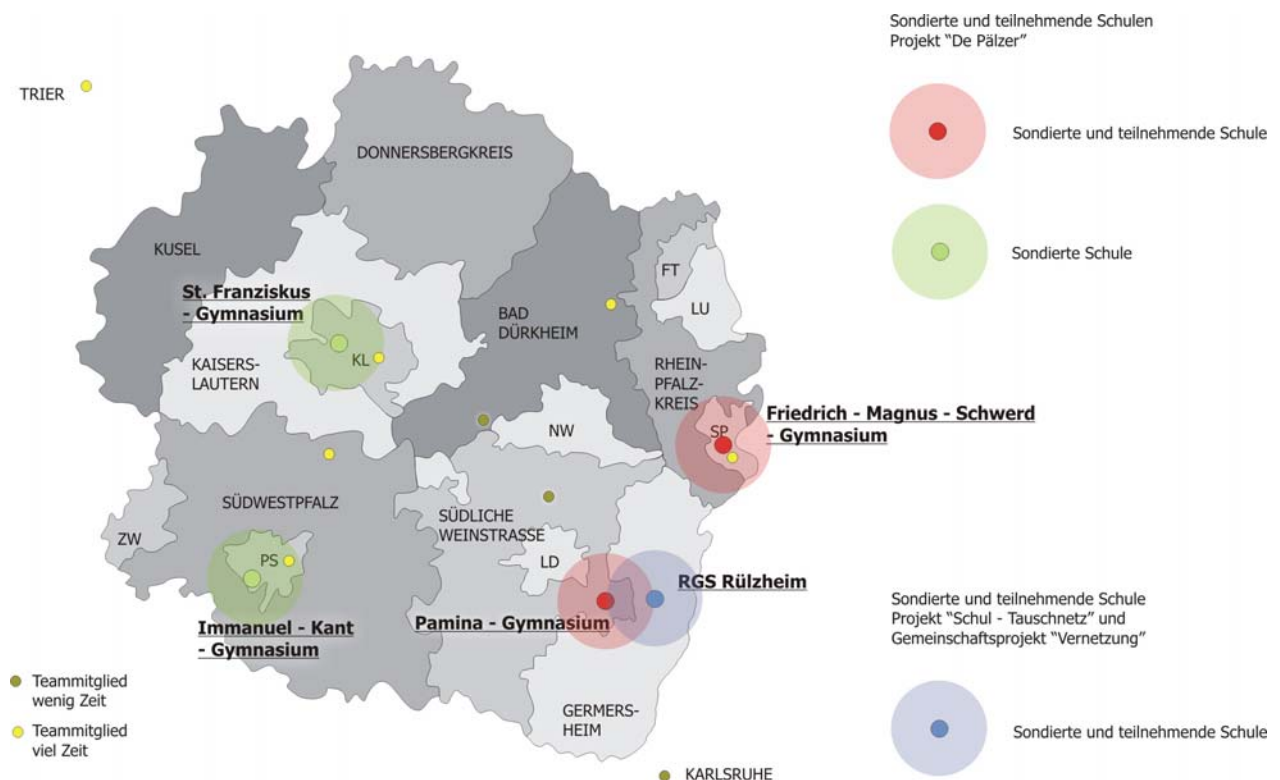 TRIER
DONNERSBERGKREIS
KUSEL
St. Franziskus
- Gymnasium
KAISERS-
LAUTERN
KL
BAD
DÜRKHEIM
FT
LU
RHEIN-
PFALZ-
KREIS
SP
Friedrich - Magnus - Schwerd
- Gymnasium
NW
SÜDWESTPFALZ
ZW
PS
SÜDLICHE
WEINSTRASSE
LD
Immanuel - Kant
- Gymnasium
Pamina - Gymnasium
RGS Rülzheim
GERMERS-
HEIM
KARLSRUHE
Teammitglied
wenig Zeit
Teammitglied
viel Zeit
Sondierte und teilnehmende Schulen
Projekt “De Pälzer”
Sondierte und teilnehmende Schule
Sondierte Schule
Sondierte und teilnehmende Schule
Projekt “Schul - Tauschnetz” und
Gemeinschaftsprojekt “Vernetzung”
Sondierte und teilnehmende Schule